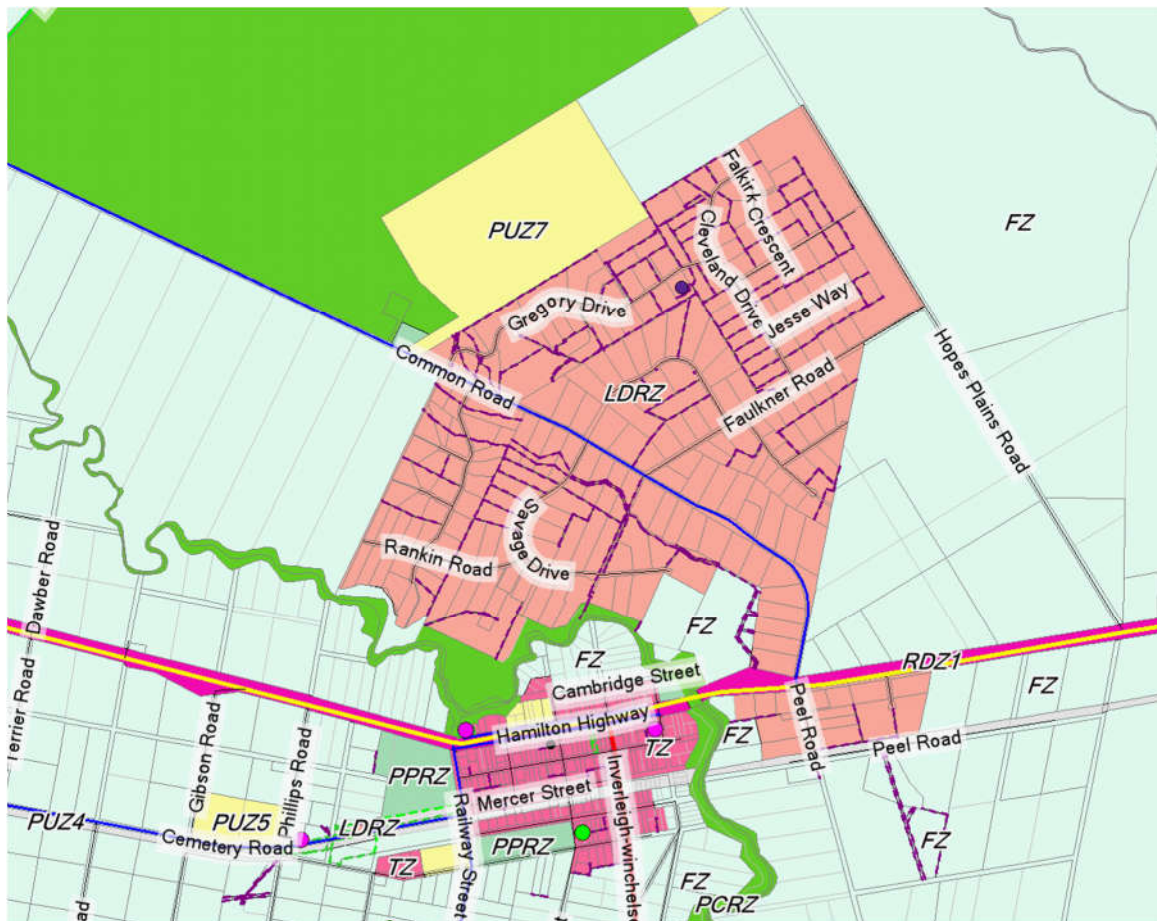 FZ
Falkirk Crescent
Cleveland Drive
PUZ7
Gregory Drive
Jesse Way
Common Road
LDRZ
Faulkner Road
Hopes Plains Road
Savage Drive
Rankin Road
Dawber Road
FZ
FZ
RDZ1
Cambridge Street
FZ
Terrier Road
Gibson Road
Phillips Road
Hamilton Highway
TZ
FZ
Peel Road
Peel Road
PPRZ
Railway Street
Mercer Street
Inverleigh-winchels
PUZ4
PUZ5
LDRZ
Cemetery Road
TZ
PPRZ
FZ
FZ
PCRZ